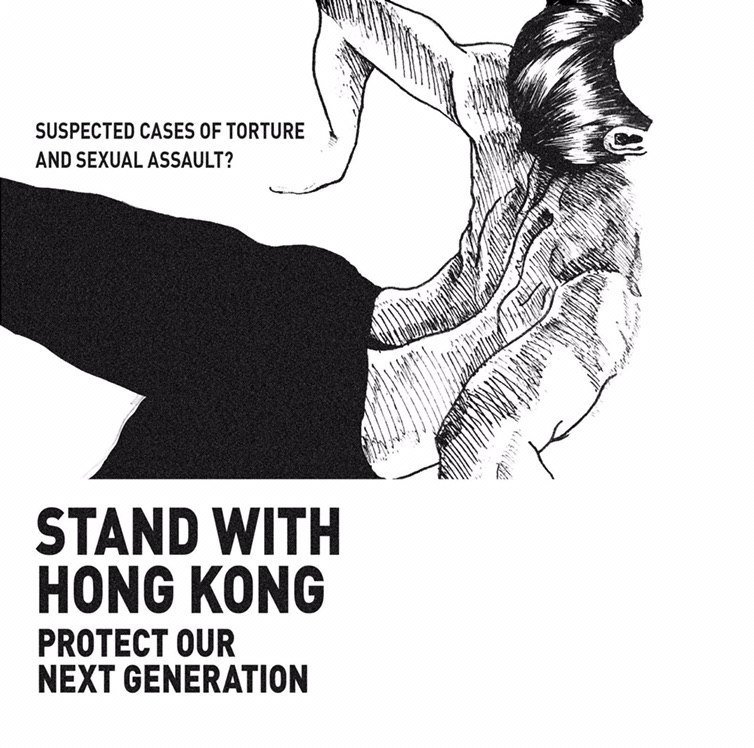 SUSPECTED CASES OF TORTURE
AND SEXUAL ASSAULT?
STAND WITH
HONG KONG
PROTECT OUR
NEXT GENERATION